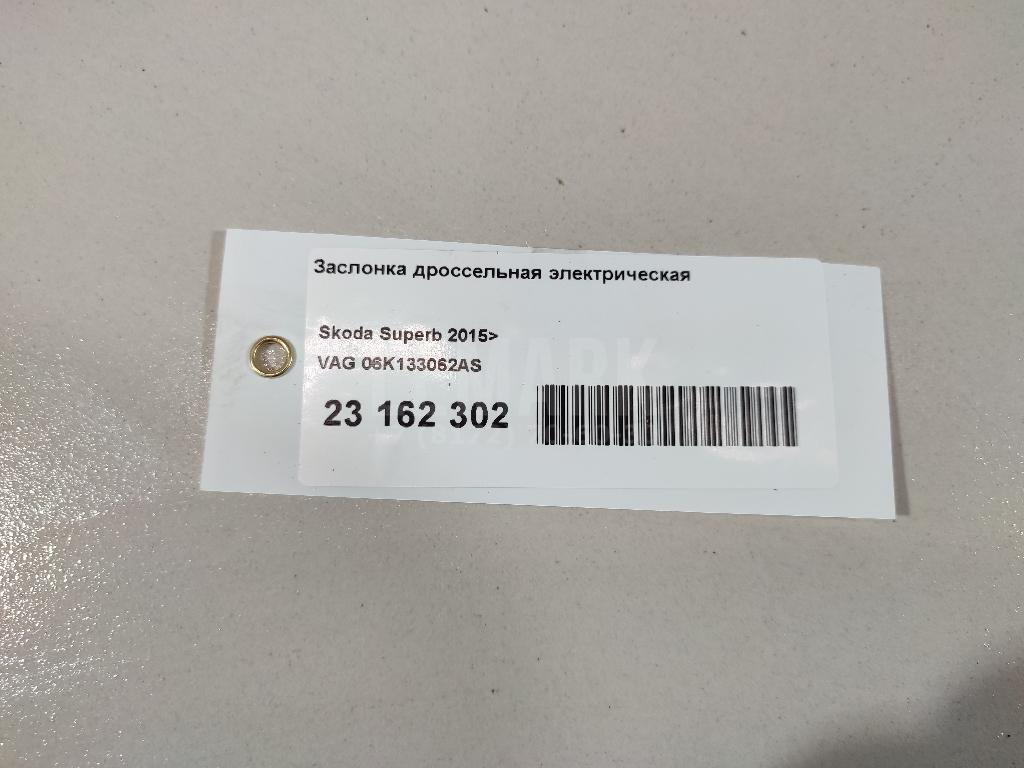 Заслонка дроссельная электрическая
Skoda Superb 2015>
VAG 06K133062AS
23 162 302